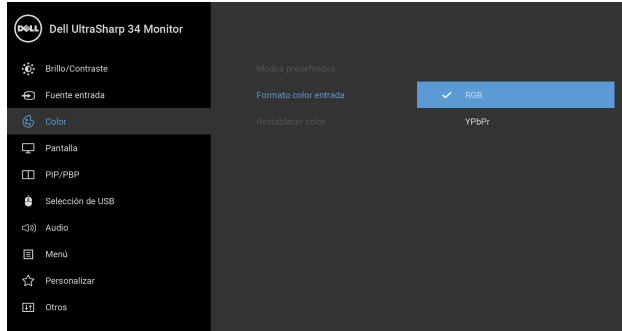 DELL Dell UltraSharp 34 Monitor
Brillo/Contraste
Fuente entrada
Color
Pantalla
PIP/PBP
Selección de USB
Audio
Menú
Personalizar
Otros
Modos predefinidos
Formato color entrada
Restablecer color
RGB
YPbPr